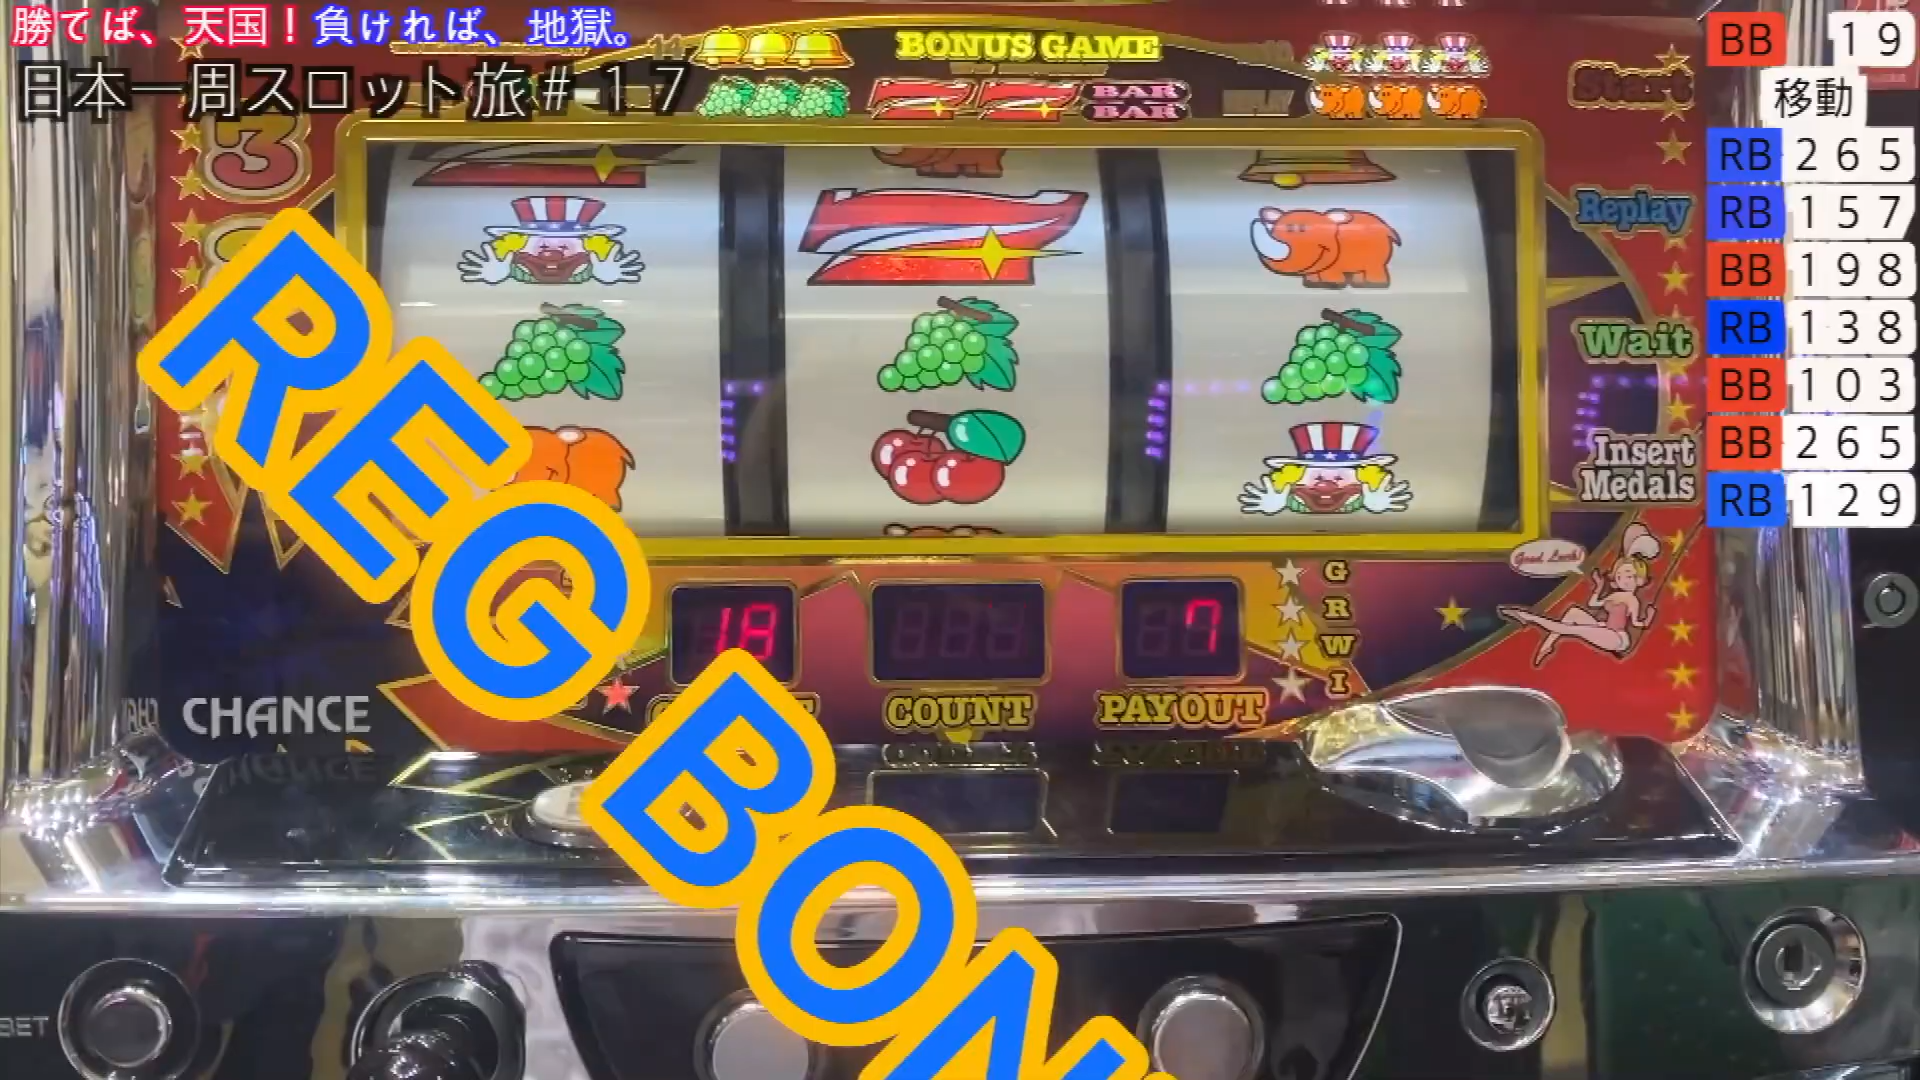 勝てば、天国！負ければ、地獄。
日本一周スロット旅＃－１７
BONUS GAME
BAR
BAR
Start
Replay
Wait
Insert
Medals
Good Luck!
BB 19
移動
RB 265
RB 157
BB 198
RB 138
BB 103
BB 265
RB 129
REG BON
3
18
7
COUNT
PAYOUT
G
R
W
I
CHANCE
BET